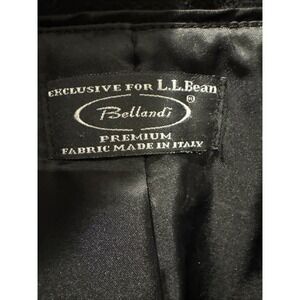 EXCLUSIVE FOR L.L.Bean
Bellandi ®
PREMIUM
FABRIC MADE IN ITALY